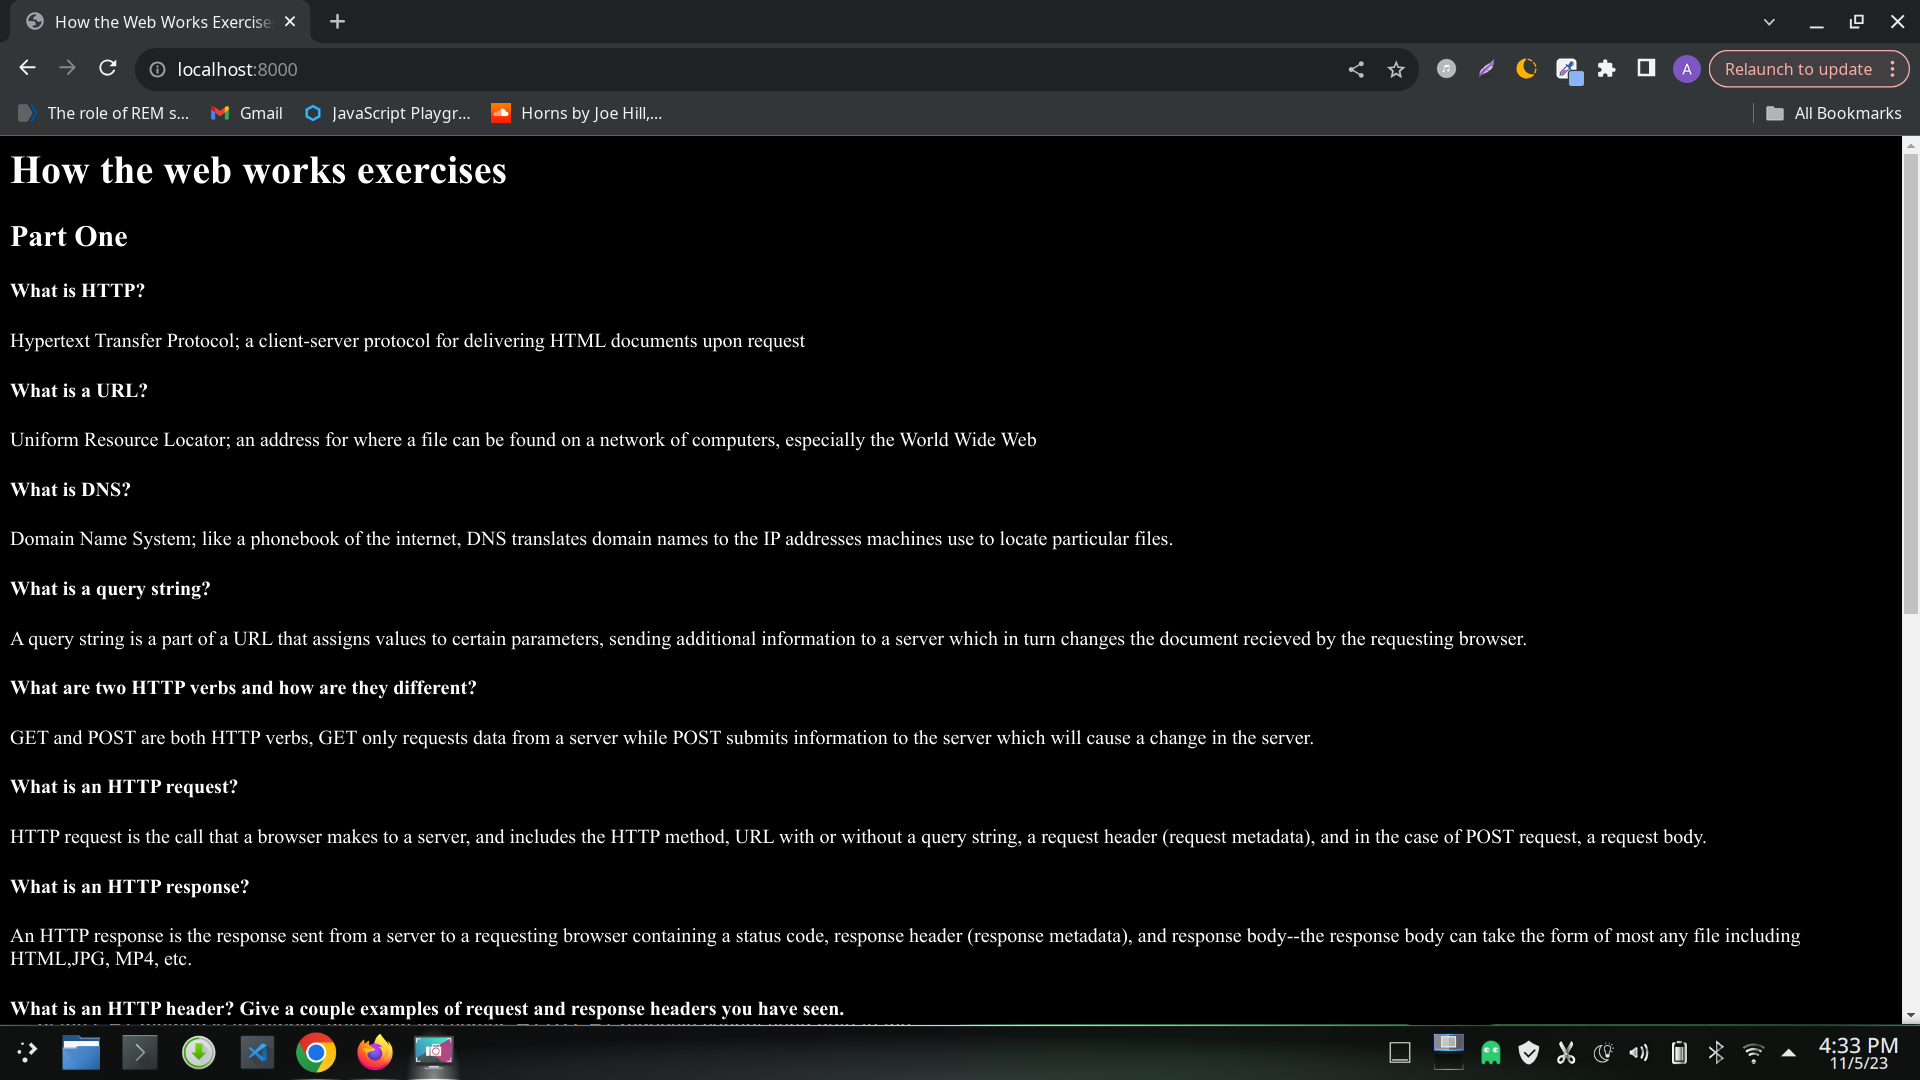 How the Web Works Exercise
localhost:8000
A
Relaunch to update
The role of REM s...
Gmail
JavaScript Playgr...
Horns by Joe Hill,...
All Bookmarks
How the web works exercises
Part One
What is HTTP?
Hypertext Transfer Protocol; a client-server protocol for delivering HTML documents upon request
What is a URL?
Uniform Resource Locator; an address for where a file can be found on a network of computers, especially the World Wide Web
What is DNS?
Domain Name System; like a phonebook of the internet, DNS translates domain names to the IP addresses machines use to locate particular files.
What is a query string?
A query string is a part of a URL that assigns values to certain parameters, sending additional information to a server which in turn changes the document recieved by the requesting browser.
What are two HTTP verbs and how are they different?
GET and POST are both HTTP verbs, GET only requests data from a server while POST submits information to the server which will cause a change in the server.
What is an HTTP request?
HTTP request is the call that a browser makes to a server, and includes the HTTP method, URL with or without a query string, a request header (request metadata), and in the case of POST request, a request body.
What is an HTTP response?
An HTTP response is the response sent from a server to a requesting browser containing a status code, response header (response metadata), and response body--the response body can take the form of most any file including
HTML,JPG, MP4, etc.
What is an HTTP header? Give a couple examples of request and response headers you have seen.
4:33 PM
11/5/23